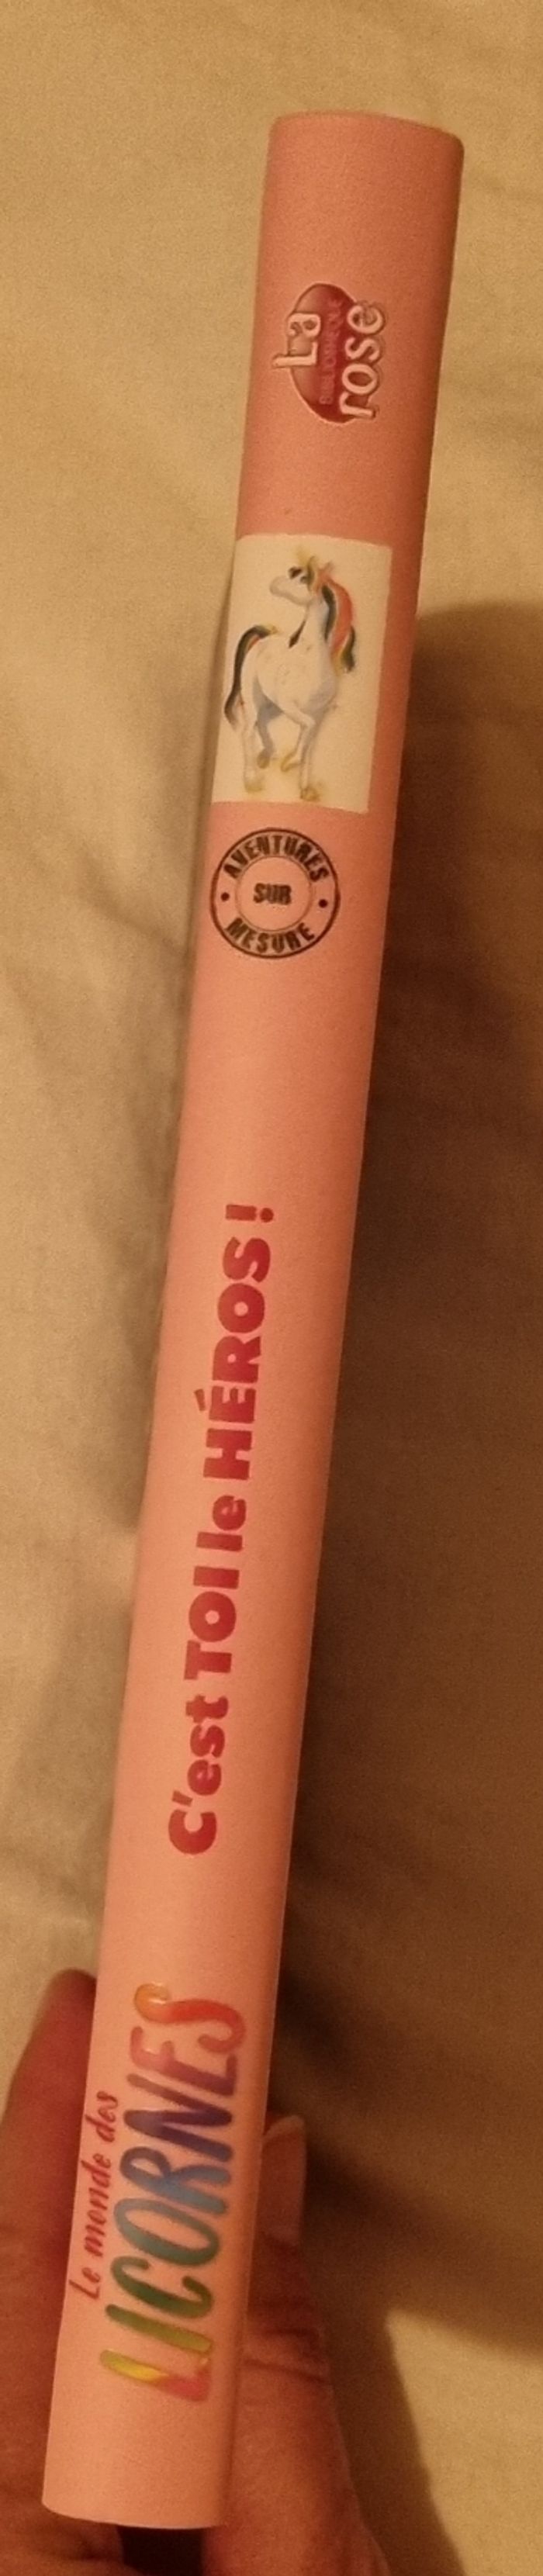 La
BIBLIOTHÈQUE
rose
AVENTURES
SUR
MESURE
C'est TOI le HÉROS !
Le monde des
LICORNES